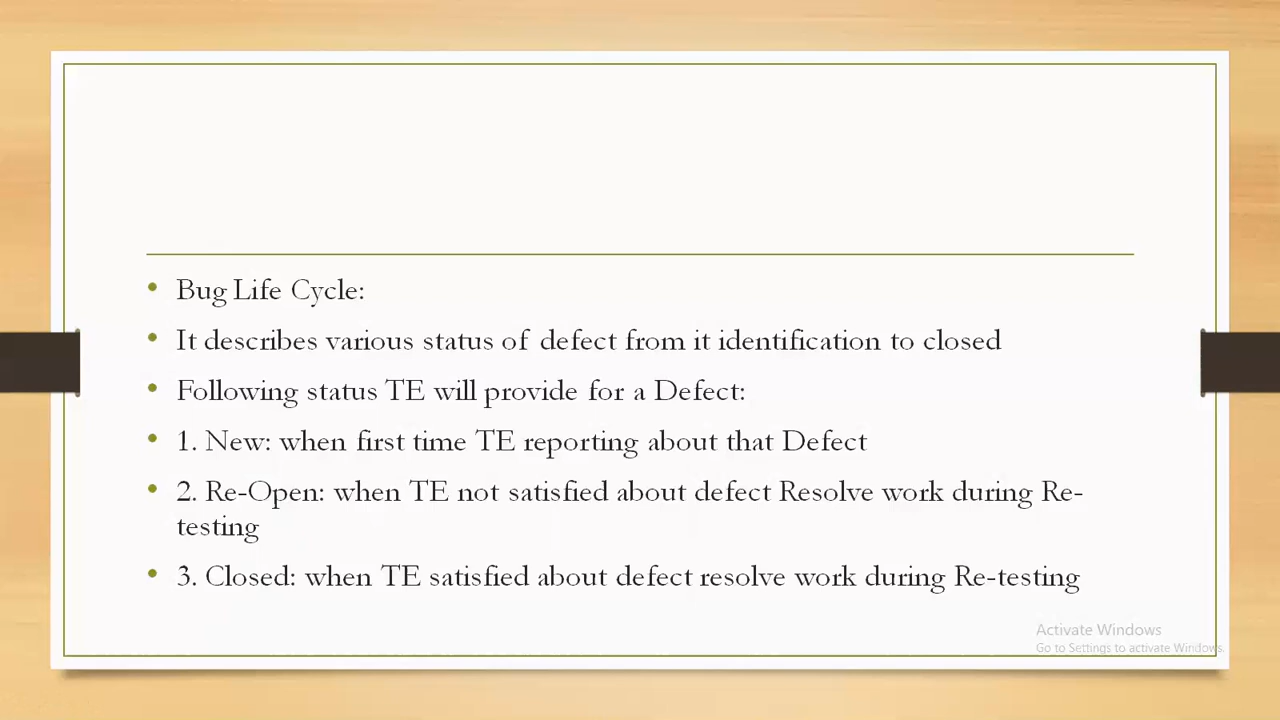 • Bug Life Cycle:
• It describes various status of defect from it identification to closed
• Following status TE will provide for a Defect:
• 1. New: when first time TE reporting about that Defect
• 2. Re-Open: when TE not satisfied about defect Resolve work during Re-
testing
• 3. Closed: when TE satisfied about defect resolve work during Re-testing
Activate Windows
Go to Settings to activate Windows.